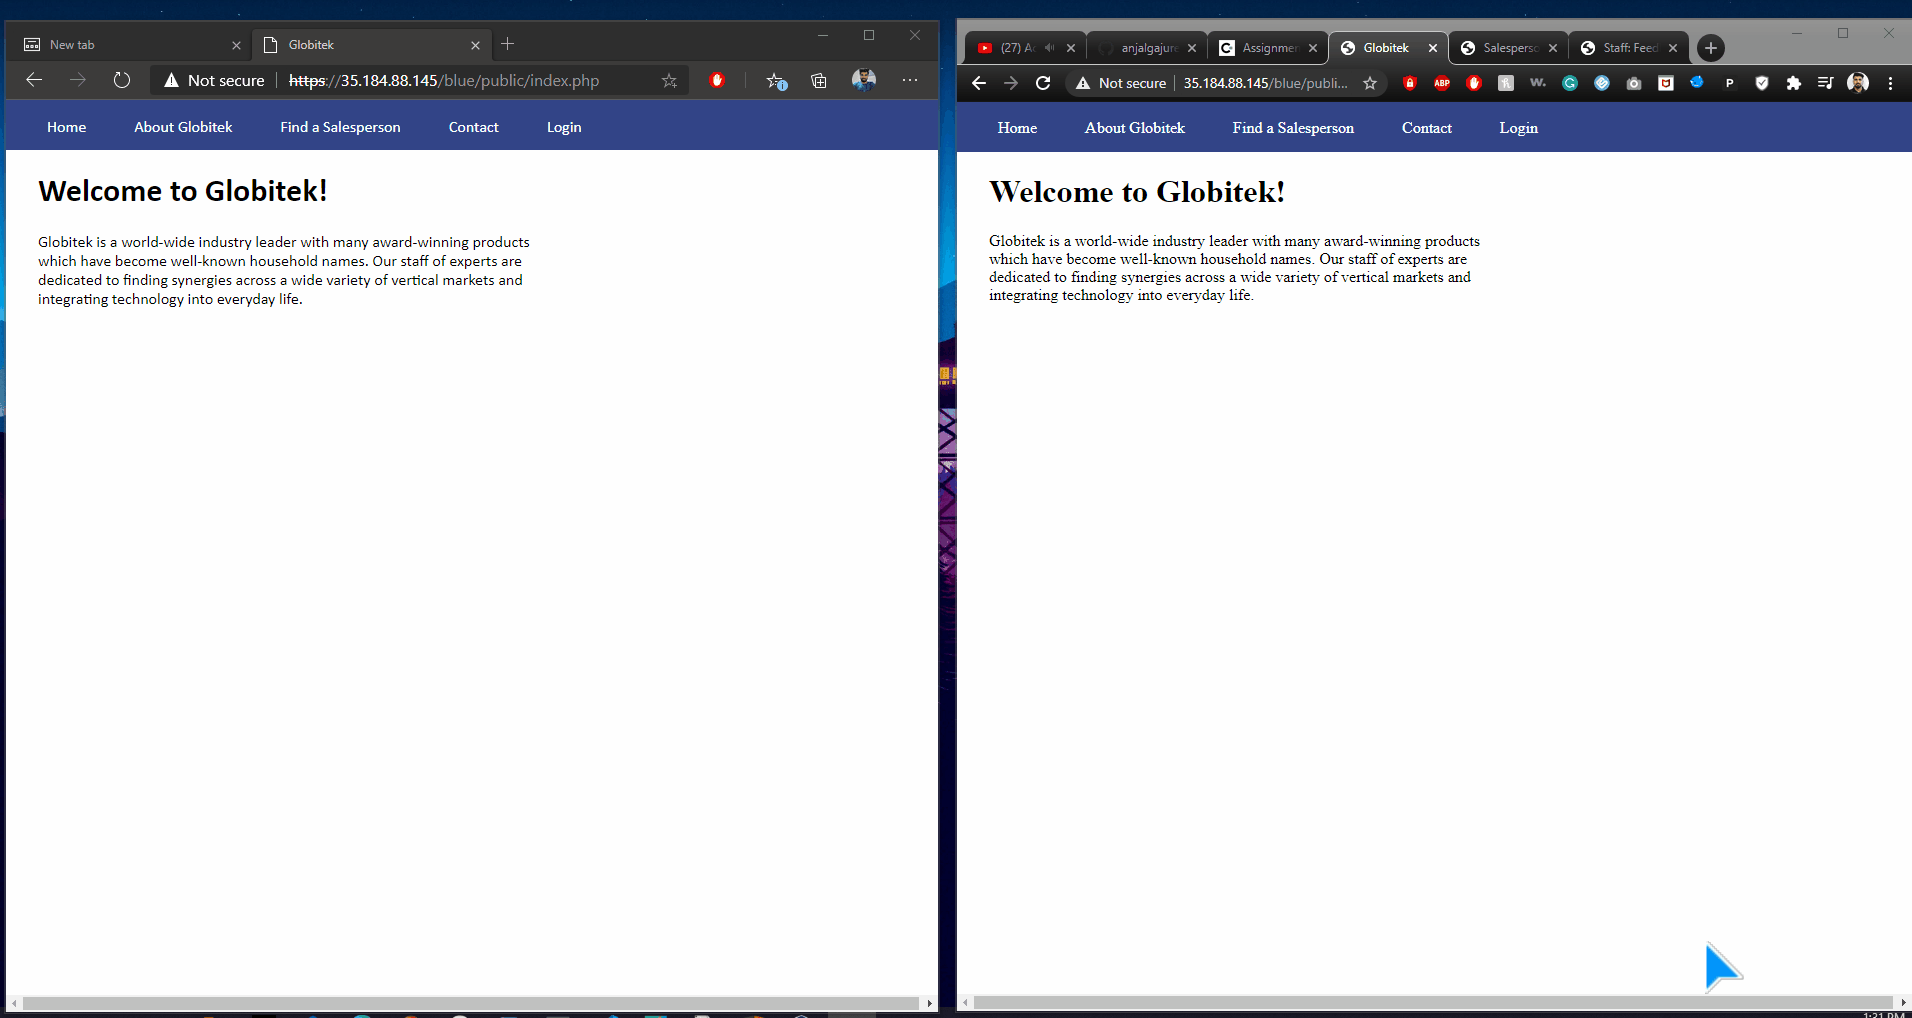 New tab
Globitek
Not secure
https://35.184.88.145/blue/public/index.php
Home
About Globitek
Find a Salesperson
Contact
Login
Welcome to Globitek!
Globitek is a world-wide industry leader with many award-winning products
which have become well-known household names. Our staff of experts are
dedicated to finding synergies across a wide variety of vertical markets and
integrating technology into everyday life.
(27) A
anjalgajure
Assignmen
Globitek
Salesperso
Staff: Feed
Not secure
35.184.88.145/blue/publi...
ABP
W.
P
Home
About Globitek
Find a Salesperson
Contact
Login
Welcome to Globitek!
Globitek is a world-wide industry leader with many award-winning products
which have become well-known household names. Our staff of experts are
dedicated to finding synergies across a wide variety of vertical markets and
integrating technology into everyday life.
1:21 PM